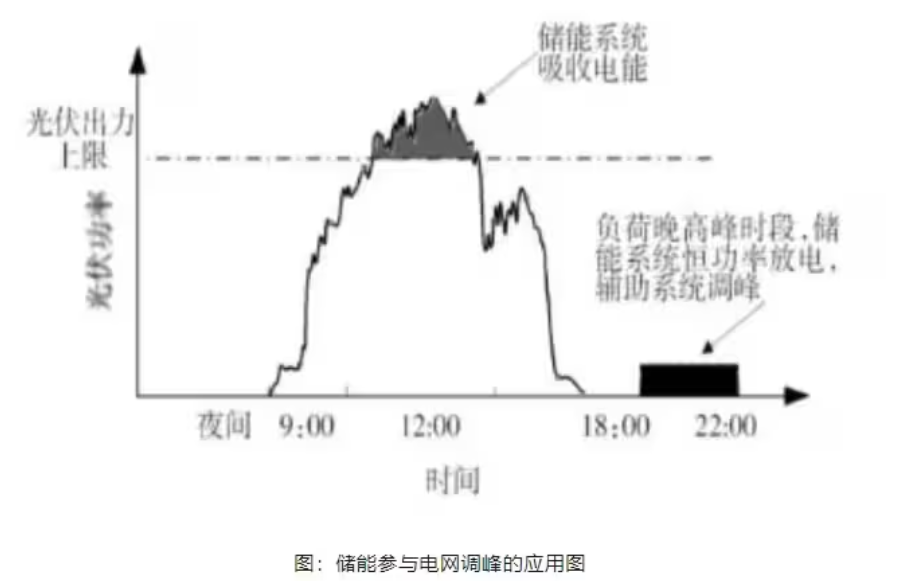 储能系统
吸收电能
光伏出力
上限
光伏功率
负荷晚高峰时段,储
能系统恒功率放电,
辅助系统调峰
夜间 9:00 12:00 18:00 22:00
时间
图：储能参与电网调峰的应用图